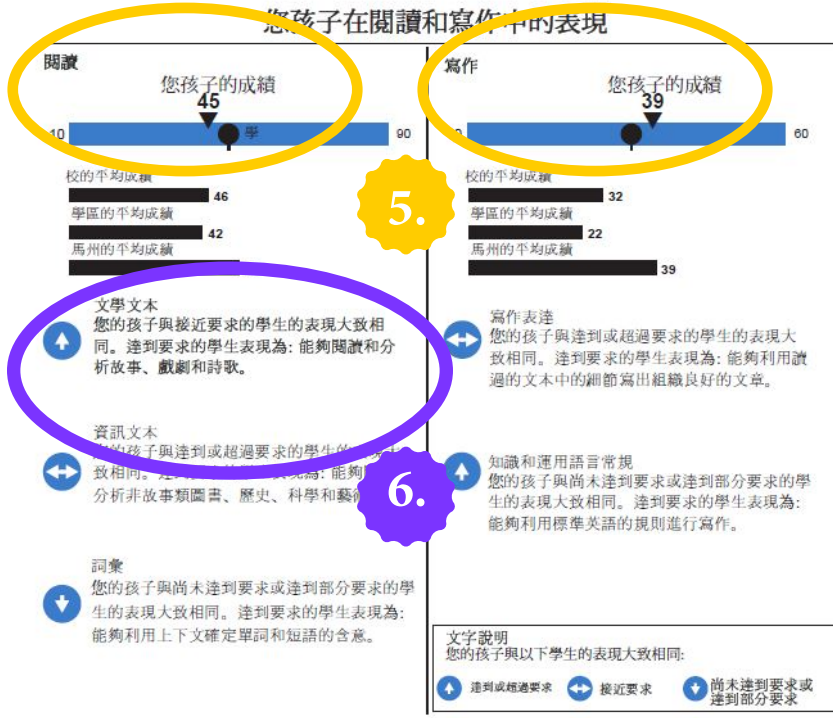 您孩子在閱讀和寫作中的表現
閱讀
您孩子的成績
45
10 學 90
校的平均成績
46
學區的平均成績
42
馬州的平均成績
文學文本
您的孩子與接近要求的學生的表現大致相
同。達到要求的學生表現為: 能夠閱讀和分
析故事、戲劇和詩歌。
資訊文本
您的孩子與達到或超過要求的學生的表現大
致相同。達到要求的學生表現為: 能夠
分析非故事類圖書、歷史、科學和藝
詞彙
您的孩子與尚未達到要求或達到部分要求的學
生的表現大致相同。達到要求的學生表現為:
能夠利用上下文確定單詞和短語的含意。
5.
6.
寫作
您孩子的成績
39
60
校的平均成績
32
學區的平均成績
22
馬州的平均成績
39
寫作表達
您的孩子與達到或超過要求的學生的表現大
致相同。達到要求的學生表現為: 能夠利用讀
過的文本中的細節寫出組織良好的文章。
知識和運用語言常規
您的孩子與尚未達到要求或達到部分要求的學
生的表現大致相同。達到要求的學生表現為:
能夠利用標準英語的規則進行寫作。
文字說明
您的孩子與以下學生的表現大致相同:
達到或超過要求 接近要求 尚未達到要求或
達到部分要求